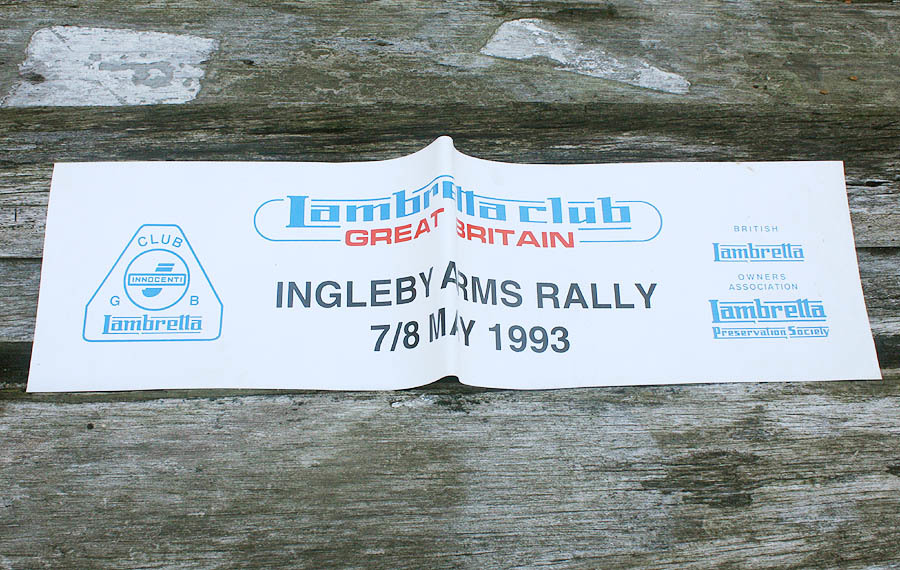 CLUB
INNOCENTI
G B
Lambretta
Lambretta club
GREAT BRITAIN
INGLEBY ARMS RALLY
7/8 MAY 1993
BRITISH
Lambretta
OWNERS
ASSOCIATION
Lambretta
Preservation Society